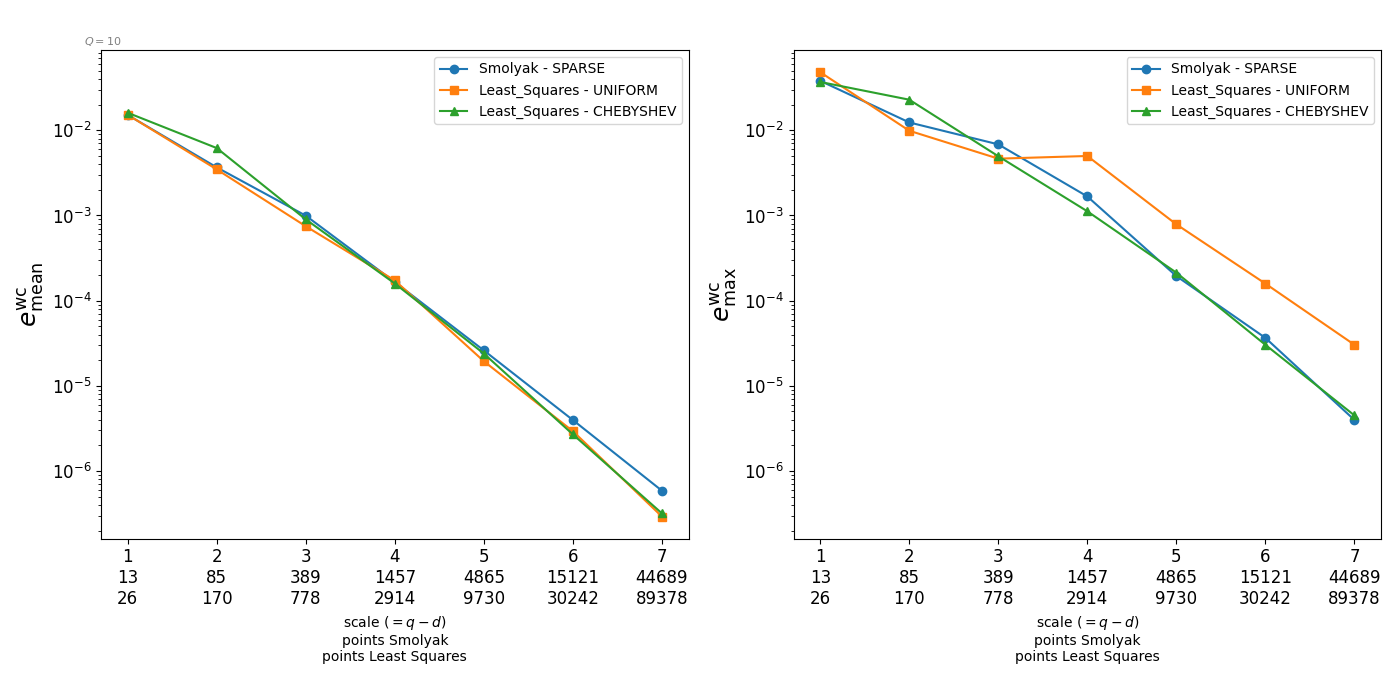 Q = 10
Smolyak - SPARSE
Least_Squares - UNIFORM
Least_Squares - CHEBYSHEV
10^{-2}
10^{-3}
10^{-4}
10^{-5}
10^{-6}
e^{wc}_{mean}
1 2 3 4 5 6 7
13 85 389 1457 4865 15121 44689
26 170 778 2914 9730 30242 89378
scale (= q − d)
points Smolyak
points Least Squares
Smolyak - SPARSE
Least_Squares - UNIFORM
Least_Squares - CHEBYSHEV
10^{-2}
10^{-3}
10^{-4}
10^{-5}
10^{-6}
e^{wc}_{max}
1 2 3 4 5 6 7
13 85 389 1457 4865 15121 44689
26 170 778 2914 9730 30242 89378
scale (= q − d)
points Smolyak
points Least Squares